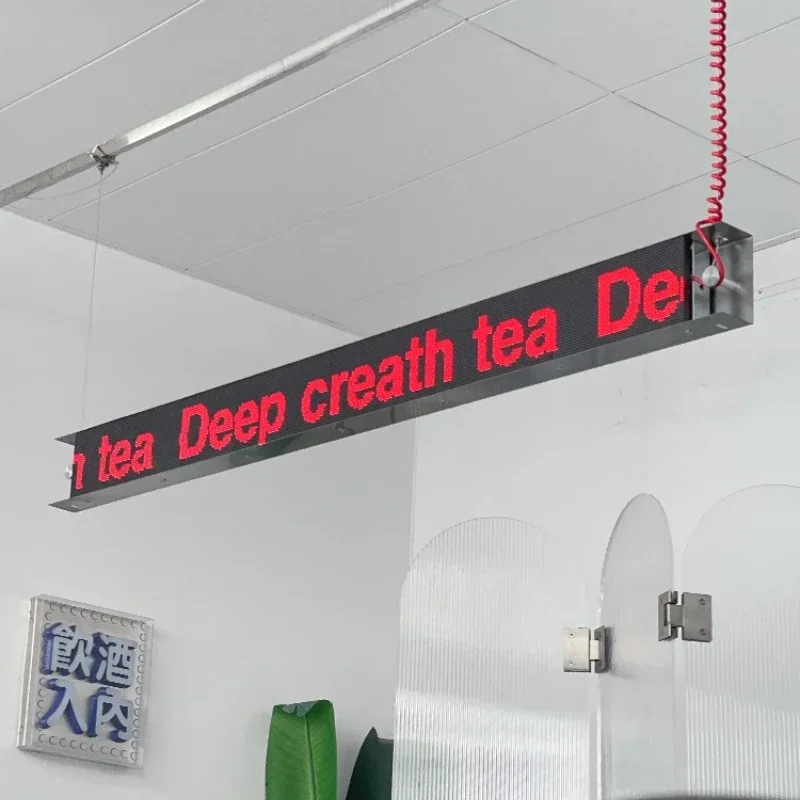 n tea Deep creath tea De
飲酒
入內